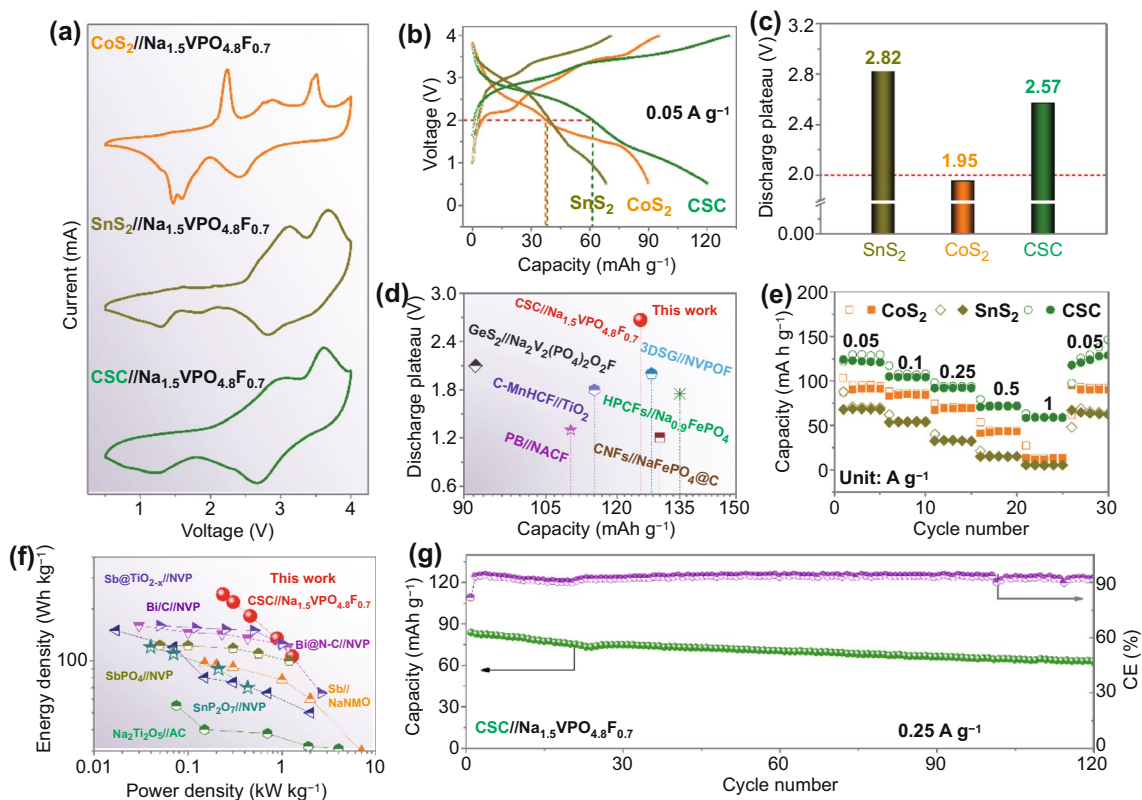 (a)
CoS₂//Na₁.₅VPO₄.₈F₀.₇
SnS₂//Na₁.₅VPO₄.₈F₀.₇
CSC//Na₁.₅VPO₄.₈F₀.₇
Current (mA)
0 1 2 3 4
Voltage (V)
(b)
4
3
2
1
0
Voltage (V)
0.05 A g⁻¹
SnS₂ CoS₂ CSC
0 30 60 90 120
Capacity (mAh g⁻¹)
(c)
2.8
2.4
2.0
0.00
Discharge plateau (V)
2.82
1.95
2.57
SnS₂ CoS₂ CSC
(d)
3.0
2.4
1.8
1.2
0.6
Discharge plateau (V)
CSC//Na₁.₅VPO₄.₈F₀.₇
This work
GeS₂//Na₂V₂(PO₄)₂O₂F
3DSG//NVPOF
C-MnHCF//TiO₂
HPCFs//Na₀.₉FePO₄
PB//NACF
CNFs//NaFePO₄@C
90 105 120 135 150
Capacity (mAh g⁻¹)
(e)
200
150
100
50
0
Capacity (mA h g⁻¹)
CoS₂ SnS₂ CSC
0.05 0.1 0.25 0.5 1 0.05
Unit: A g⁻¹
0 10 20 30
Cycle number
(f)
Energy density (Wh kg⁻¹)
100
Sb@TiO₂₋ₓ//NVP
This work
CSC//Na₁.₅VPO₄.₈F₀.₇
Bi/C//NVP
Bi@N-C//NVP
SbPO₄//NVP
Sb//
NaNMO
SnP₂O₇//NVP
Na₂Ti₂O₅//AC
0.01 0.1 1 10
Power density (kW kg⁻¹)
(g)
150
120
90
60
30
0
Capacity (mAh g⁻¹)
CSC//Na₁.₅VPO₄.₈F₀.₇
0.25 A g⁻¹
120
90
60
30
0
CE (%)
0 30 60 90 120
Cycle number